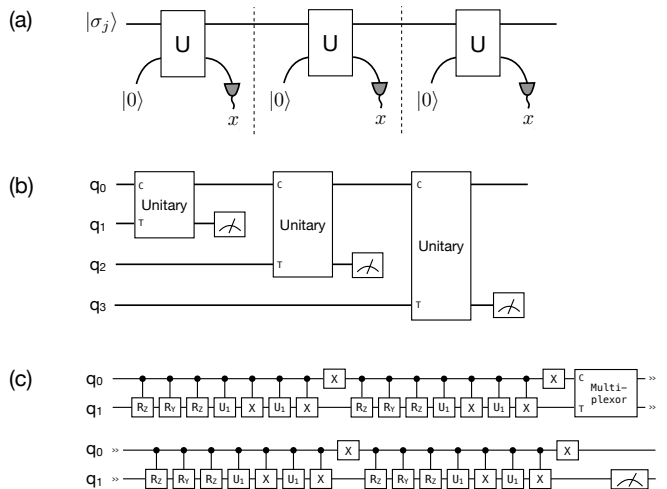 (a)
|σj⟩ U U U
|0⟩ |0⟩ |0⟩
x x x
(b)
q0 C C C
Unitary
q1 T
Unitary
Unitary
q2 T
q3 T
(c)
q0 X X C
Multi-
plexor
q1 RZ RY RZ U1 X U1 X RZ RY RZ U1 X U1 X T
q0 X X
q1 RZ RY RZ U1 X U1 X RZ RY RZ U1 X U1 X